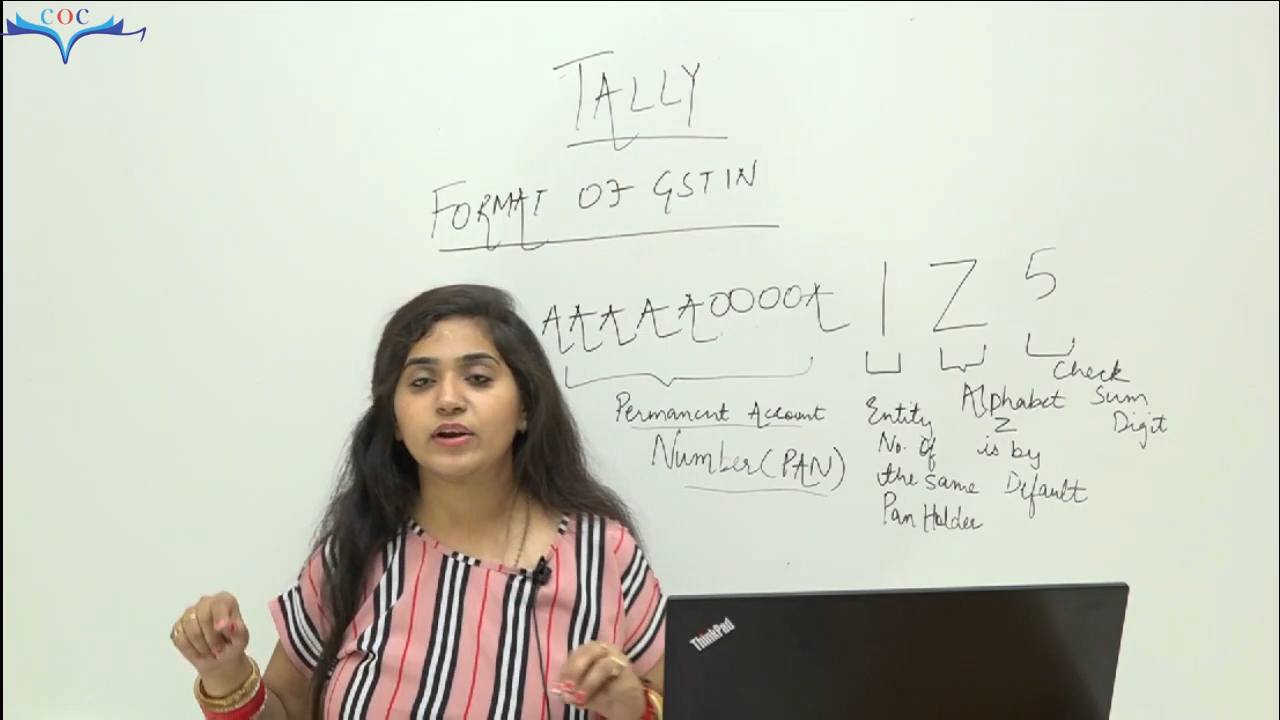 COC
TALLY
FORMAT OF GSTIN
AAAAA0000A 1 Z 5
Permanent Account
Number (PAN)
Entity
No. of
the same
Pan Holder
Alphabet
Z
is by
Default
Check
Sum
Digit
ThinkPad